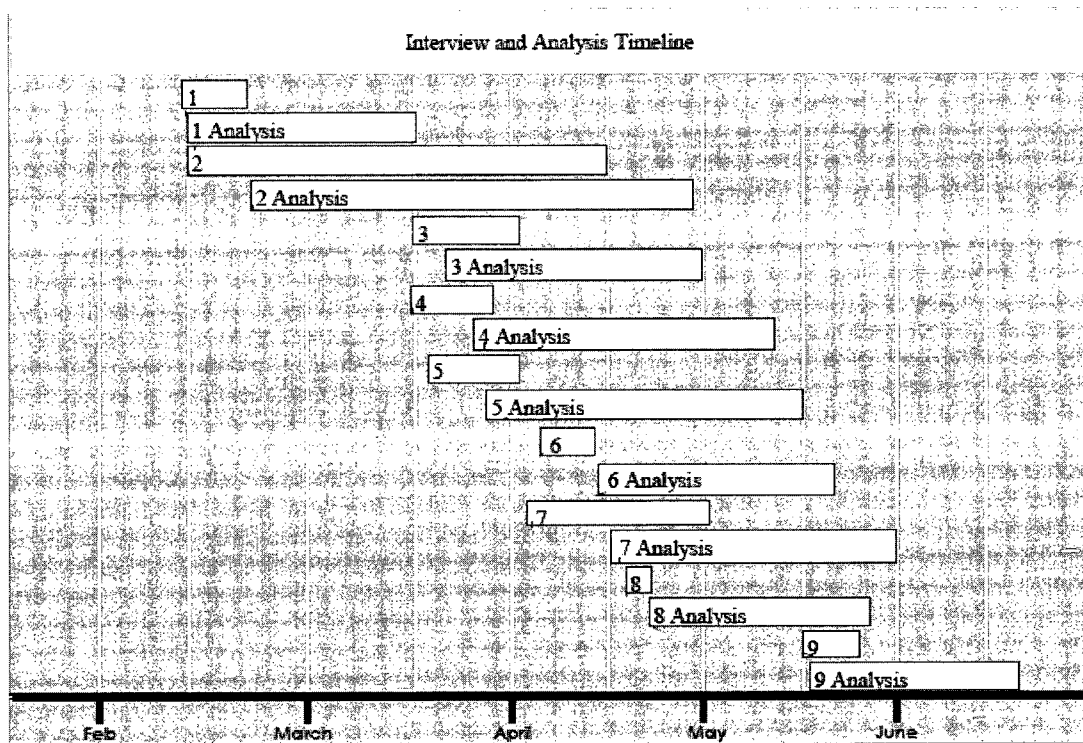 Interview and Analysis Timeline
1
1 Analysis
2
2 Analysis
3
3 Analysis
4
4 Analysis
5
5 Analysis
6
6 Analysis
7
7 Analysis
8
8 Analysis
9
9 Analysis
Feb March April May June